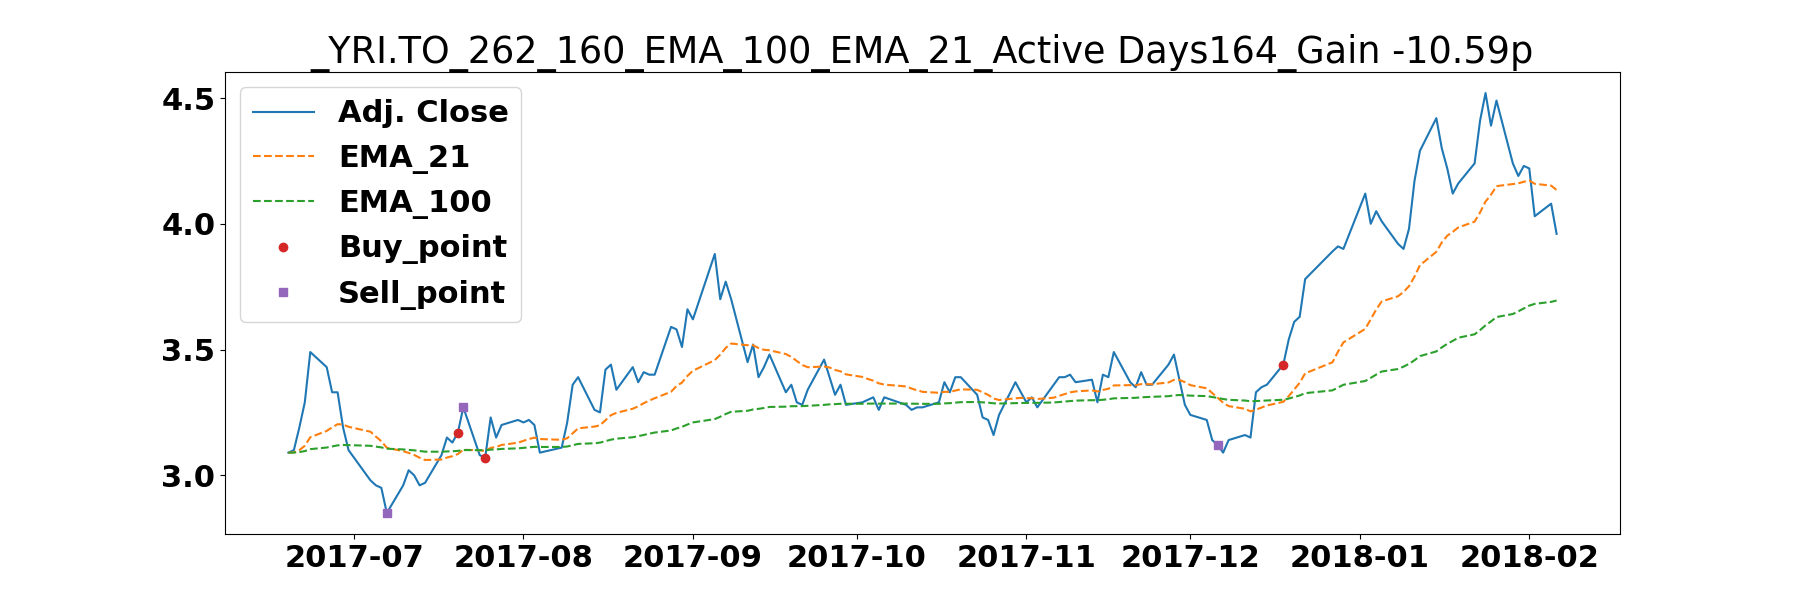 _YRI.TO_262_160_EMA_100_EMA_21_Active Days164_Gain -10.59p
4.5
4.0
3.5
3.0
Adj. Close
EMA_21
EMA_100
Buy_point
Sell_point
2017-07 2017-08 2017-09 2017-10 2017-11 2017-12 2018-01 2018-02